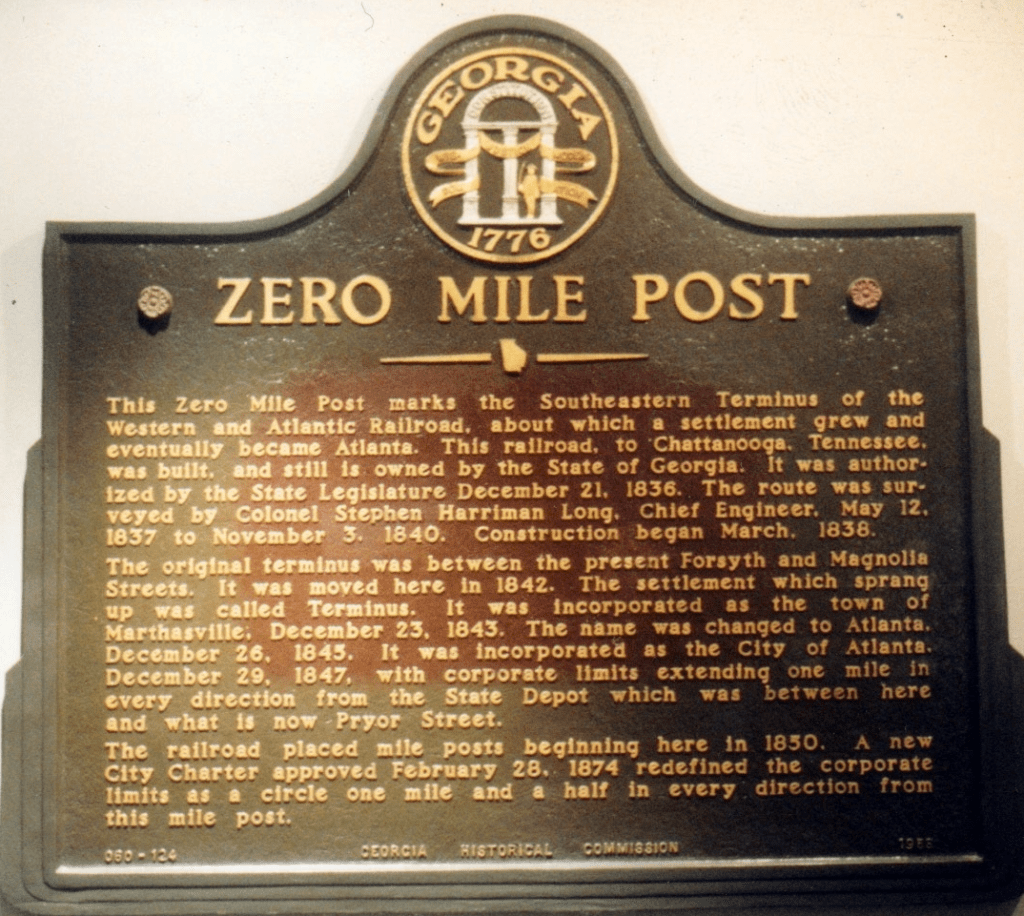 GEORGIA
1776
ZERO MILE POST
This Zero Mile Post marks the Southeastern Terminus of the
Western and Atlantic Railroad, about which a settlement grew and
eventually became Atlanta. This railroad, to Chattanooga, Tennessee,
was built, and still is owned by the State of Georgia. It was author-
ized by the State Legislature December 21, 1836. The route was sur-
veyed by Colonel Stephen Harriman Long, Chief Engineer, May 12,
1837 to November 3, 1840. Construction began March, 1838.
The original terminus was between the present Forsyth and Magnolia
Streets. It was moved here in 1842. The settlement which sprang
up was called Terminus. It was incorporated as the town of
Marthasville, December 23, 1843. The name was changed to Atlanta,
December 26, 1845. It was incorporated as the City of Atlanta,
December 29, 1847, with corporate limits extending one mile in
every direction from the State Depot which was between here
and what is now Pryor Street.
The railroad placed mile posts beginning here in 1850. A new
City Charter approved February 28, 1874 redefined the corporate
limits as a circle one mile and a half in every direction from
this mile post.
060-124 GEORGIA HISTORICAL COMMISSION